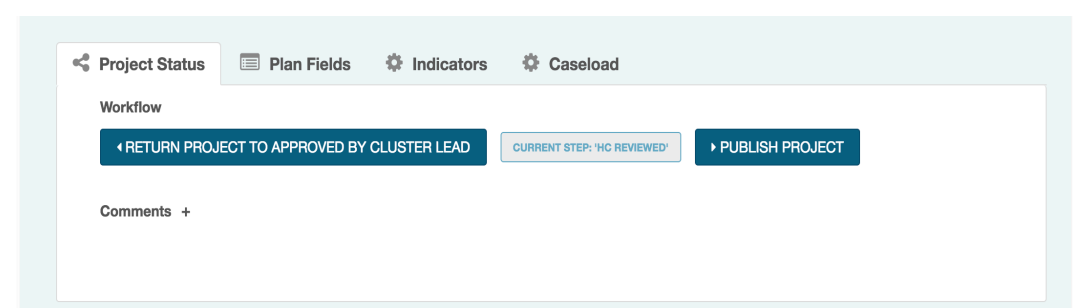 Project Status Plan Fields Indicators Caseload
Workflow
RETURN PROJECT TO APPROVED BY CLUSTER LEAD CURRENT STEP: 'HC REVIEWED' PUBLISH PROJECT
Comments +